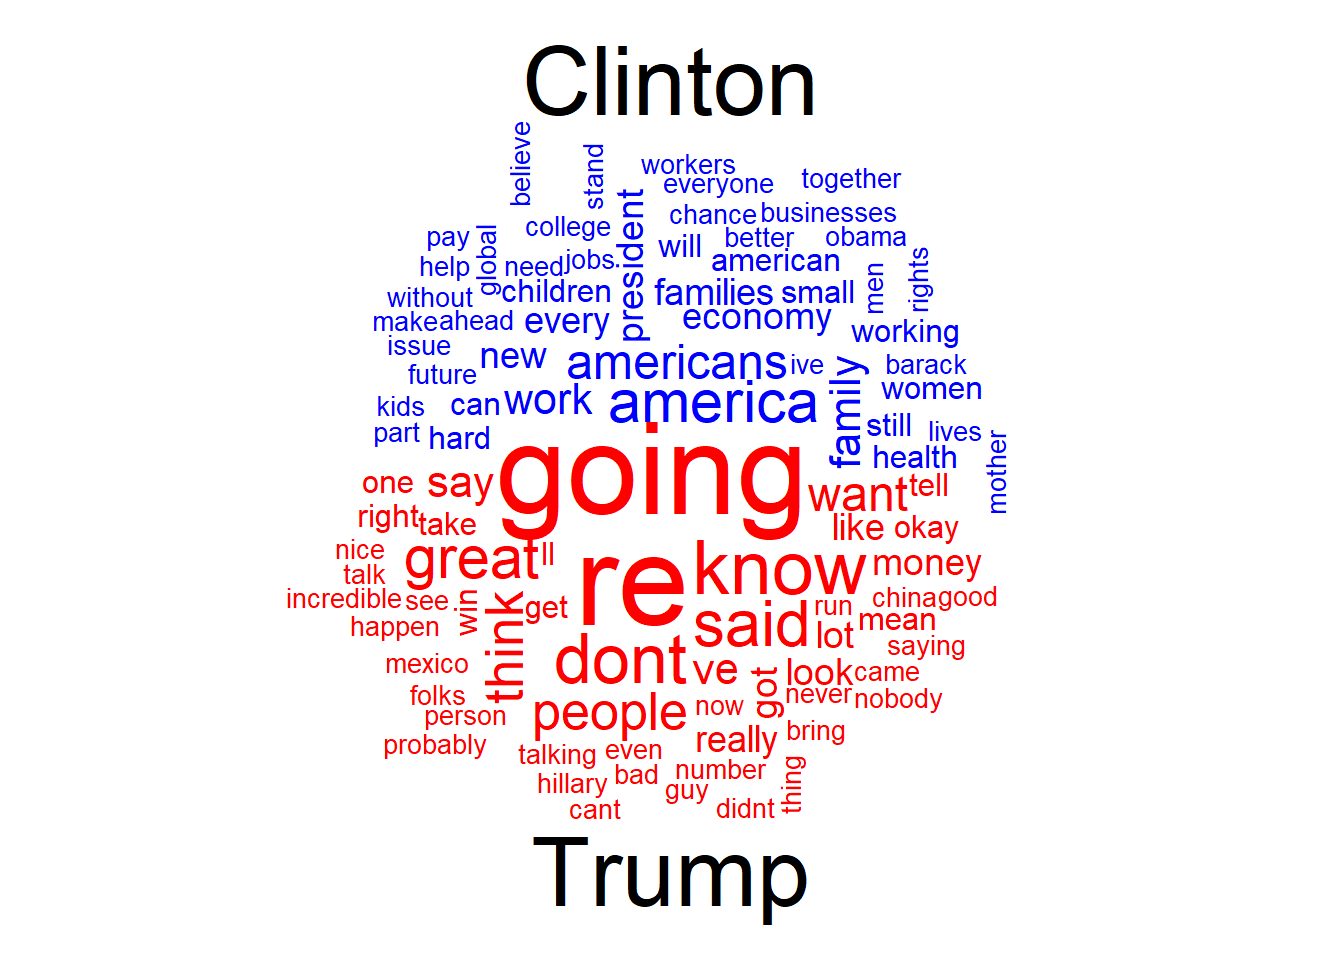 Clinton
believe
stand
workers
everyone
together
president
chance
businesses
college
pay
global
will
better
obama
help
need
jobs
american
men
rights
without
children
families
small
make
ahead
every
economy
working
issue
new
americans
ive
family
barack
future
women
kids
can
work
america
still
lives
part
hard
health
mother
going
one
say
want
tell
right
take
like
okay
nice
great
ll
re
know
money
talk
incredible
see
win
think
get
said
run
china
good
happen
lot
mean
saying
mexico
dont
ve
got
look
came
folks
never
nobody
person
people
now
probably
really
bring
talking
even
number
thing
hillary
bad
guy
cant
didnt
Trump